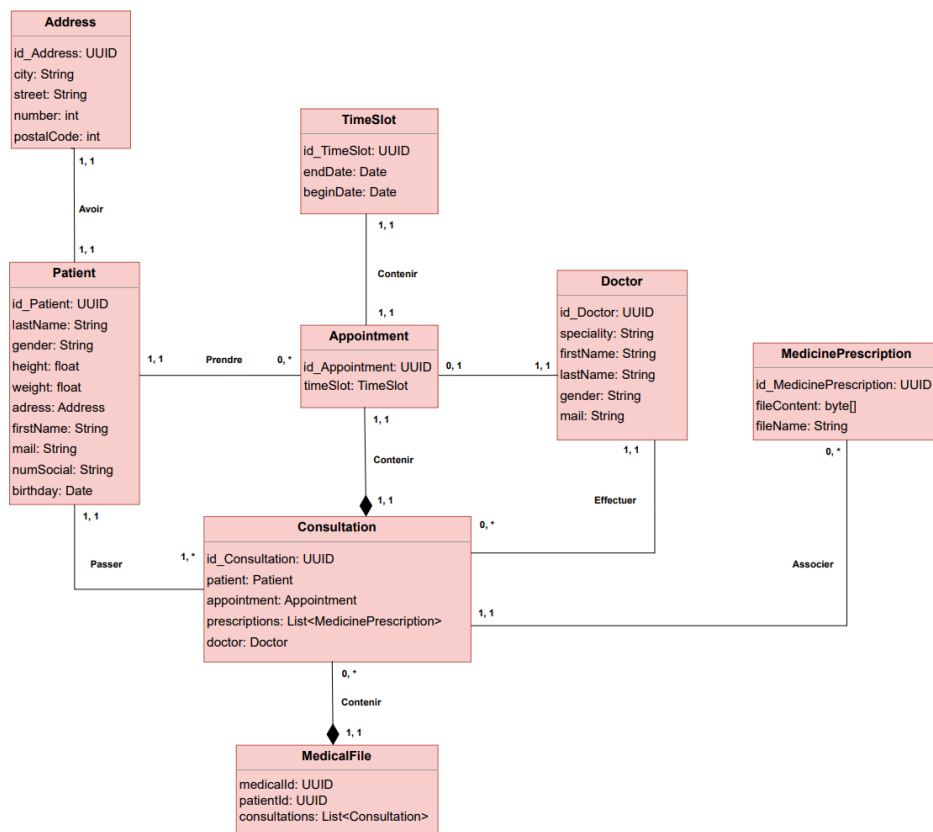 Address
id_Address: UUID
city: String
street: String
number: int
postalCode: int
1, 1
Avoir
1, 1
TimeSlot
id_TimeSlot: UUID
endDate: Date
beginDate: Date
1, 1
Contenir
1, 1
Patient
id_Patient: UUID
lastName: String
gender: String
height: float
weight: float
adress: Address
firstName: String
mail: String
numSocial: String
birthday: Date
1, 1
Prendre
0, *
Appointment
id_Appointment: UUID
timeSlot: TimeSlot
0, 1
1, 1
Doctor
id_Doctor: UUID
speciality: String
firstName: String
lastName: String
gender: String
mail: String
MedicinePrescription
id_MedicinePrescription: UUID
fileContent: byte[]
fileName: String
1, 1
Contenir
1, 1
1, 1
Effectuer
0, *
0, *
Associer
1, 1
1, 1
Passer
1, *
Consultation
id_Consultation: UUID
patient: Patient
appointment: Appointment
prescriptions: List<MedicinePrescription>
doctor: Doctor
0, *
Contenir
1, 1
MedicalFile
medicalId: UUID
patientId: UUID
consultations: List<Consultation>